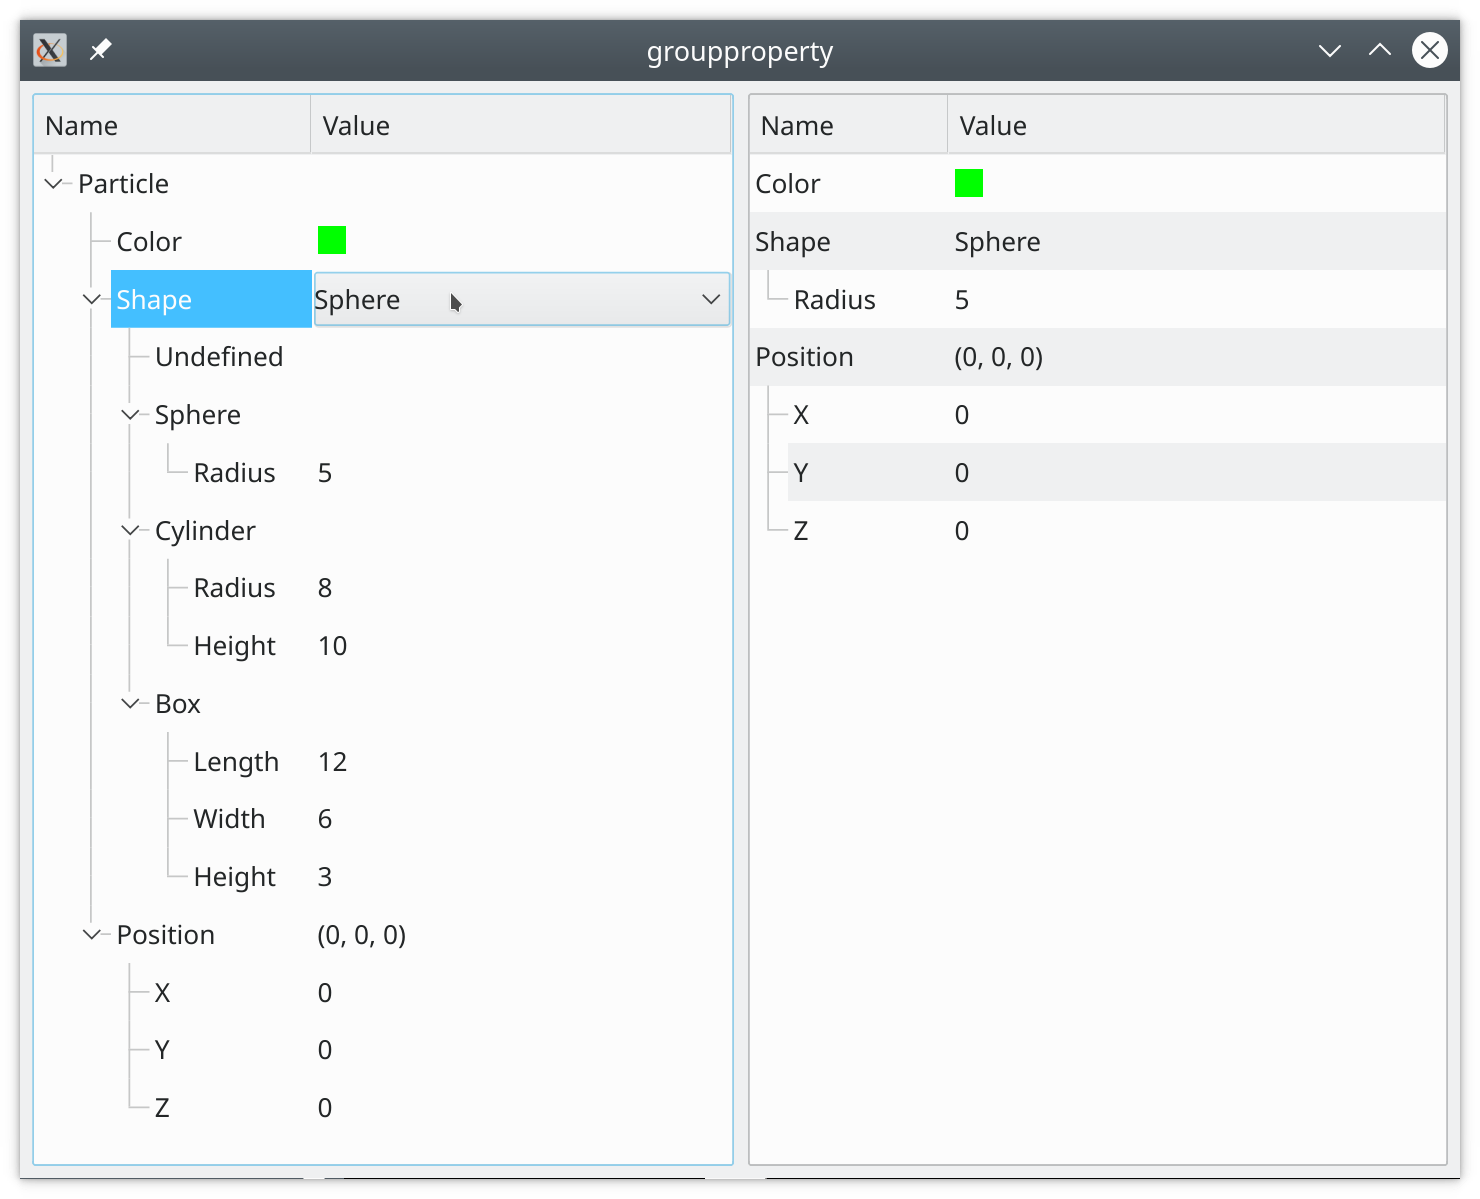 groupproperty
Name Value
Particle
Color
Shape Sphere
Undefined
Sphere
Radius 5
Cylinder
Radius 8
Height 10
Box
Length 12
Width 6
Height 3
Position (0, 0, 0)
X 0
Y 0
Z 0
Name Value
Color
Shape Sphere
Radius 5
Position (0, 0, 0)
X 0
Y 0
Z 0